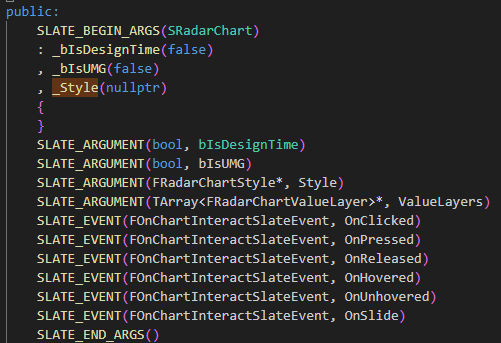 public:
SLATE_BEGIN_ARGS(SRadarChart)
: _bIsDesignTime(false)
, _bIsUMG(false)
, _Style(nullptr)
{
}
SLATE_ARGUMENT(bool, bIsDesignTime)
SLATE_ARGUMENT(bool, bIsUMG)
SLATE_ARGUMENT(FRadarChartStyle*, Style)
SLATE_ARGUMENT(TArray<FRadarChartValueLayer>*, ValueLayers)
SLATE_EVENT(FOnChartInteractSlateEvent, OnClicked)
SLATE_EVENT(FOnChartInteractSlateEvent, OnPressed)
SLATE_EVENT(FOnChartInteractSlateEvent, OnReleased)
SLATE_EVENT(FOnChartInteractSlateEvent, OnHovered)
SLATE_EVENT(FOnChartInteractSlateEvent, OnUnhovered)
SLATE_EVENT(FOnChartInteractSlateEvent, OnSlide)
SLATE_END_ARGS()